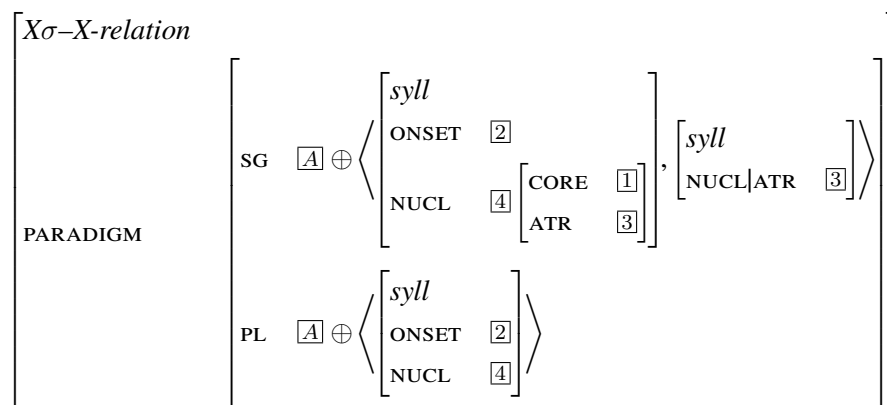 Xσ–X-relation
syll
ONSET 2
SG A ⊕ , syll
NUCL 4 CORE 1 NUCL|ATR 3
ATR 3
PARADIGM
syll
PL A ⊕ ONSET 2
NUCL 4